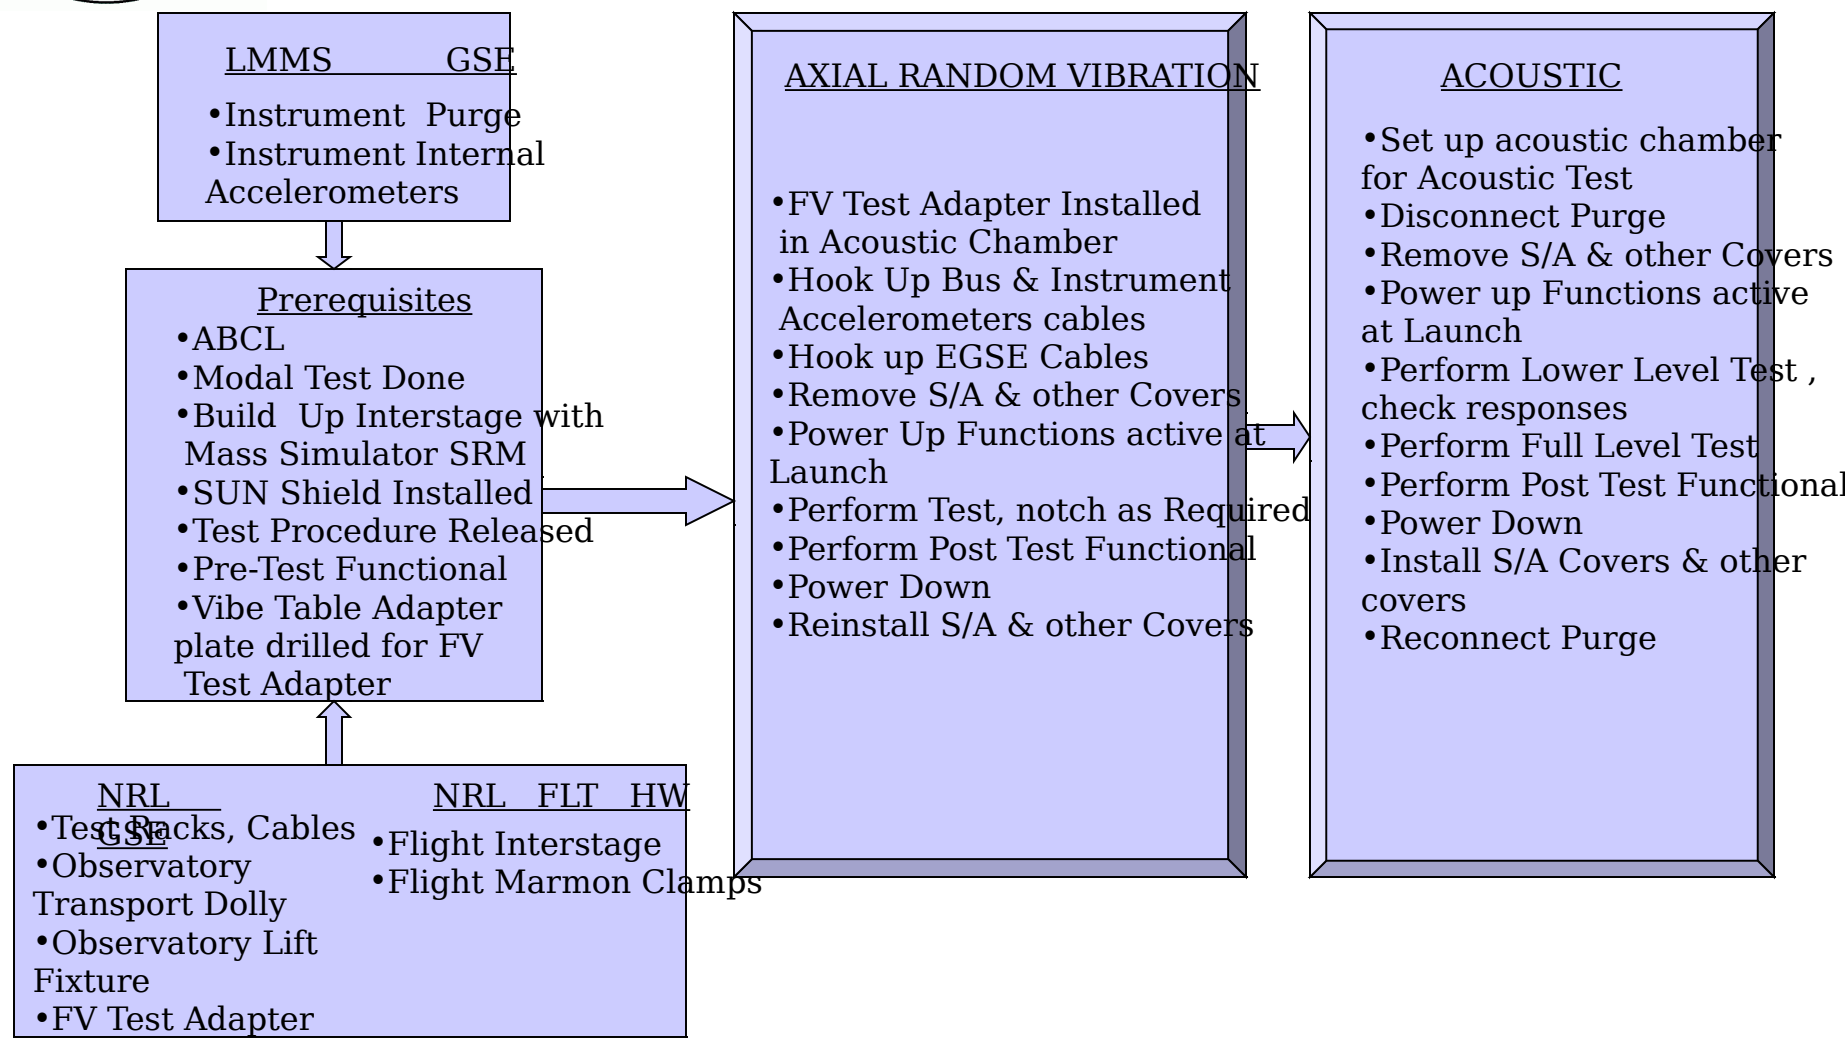 LMMS GSE
•Instrument Purge
•Instrument Internal
Accelerometers
Prerequisites
•ABCL
•Modal Test Done
•Build Up Interstage with
Mass Simulator SRM
•SUN Shield Installed
•Test Procedure Released
•Pre-Test Functional
•Vibe Table Adapter
plate drilled for FV
Test Adapter
NRL
GSE
•Test Racks, Cables
•Observatory
Transport Dolly
•Observatory Lift
Fixture
•FV Test Adapter
NRL FLT HW
•Flight Interstage
•Flight Marmon Clamps
AXIAL RANDOM VIBRATION
•FV Test Adapter Installed
in Acoustic Chamber
•Hook Up Bus & Instrument
Accelerometers cables
•Hook up EGSE Cables
•Remove S/A & other Covers
•Power Up Functions active at
Launch
•Perform Test, notch as Required
•Perform Post Test Functional
•Power Down
•Reinstall S/A & other Covers
ACOUSTIC
•Set up acoustic chamber
for Acoustic Test
•Disconnect Purge
•Remove S/A & other Covers
•Power up Functions active
at Launch
•Perform Lower Level Test ,
check responses
•Perform Full Level Test
•Perform Post Test Functional
•Power Down
•Install S/A Covers & other
covers
•Reconnect Purge